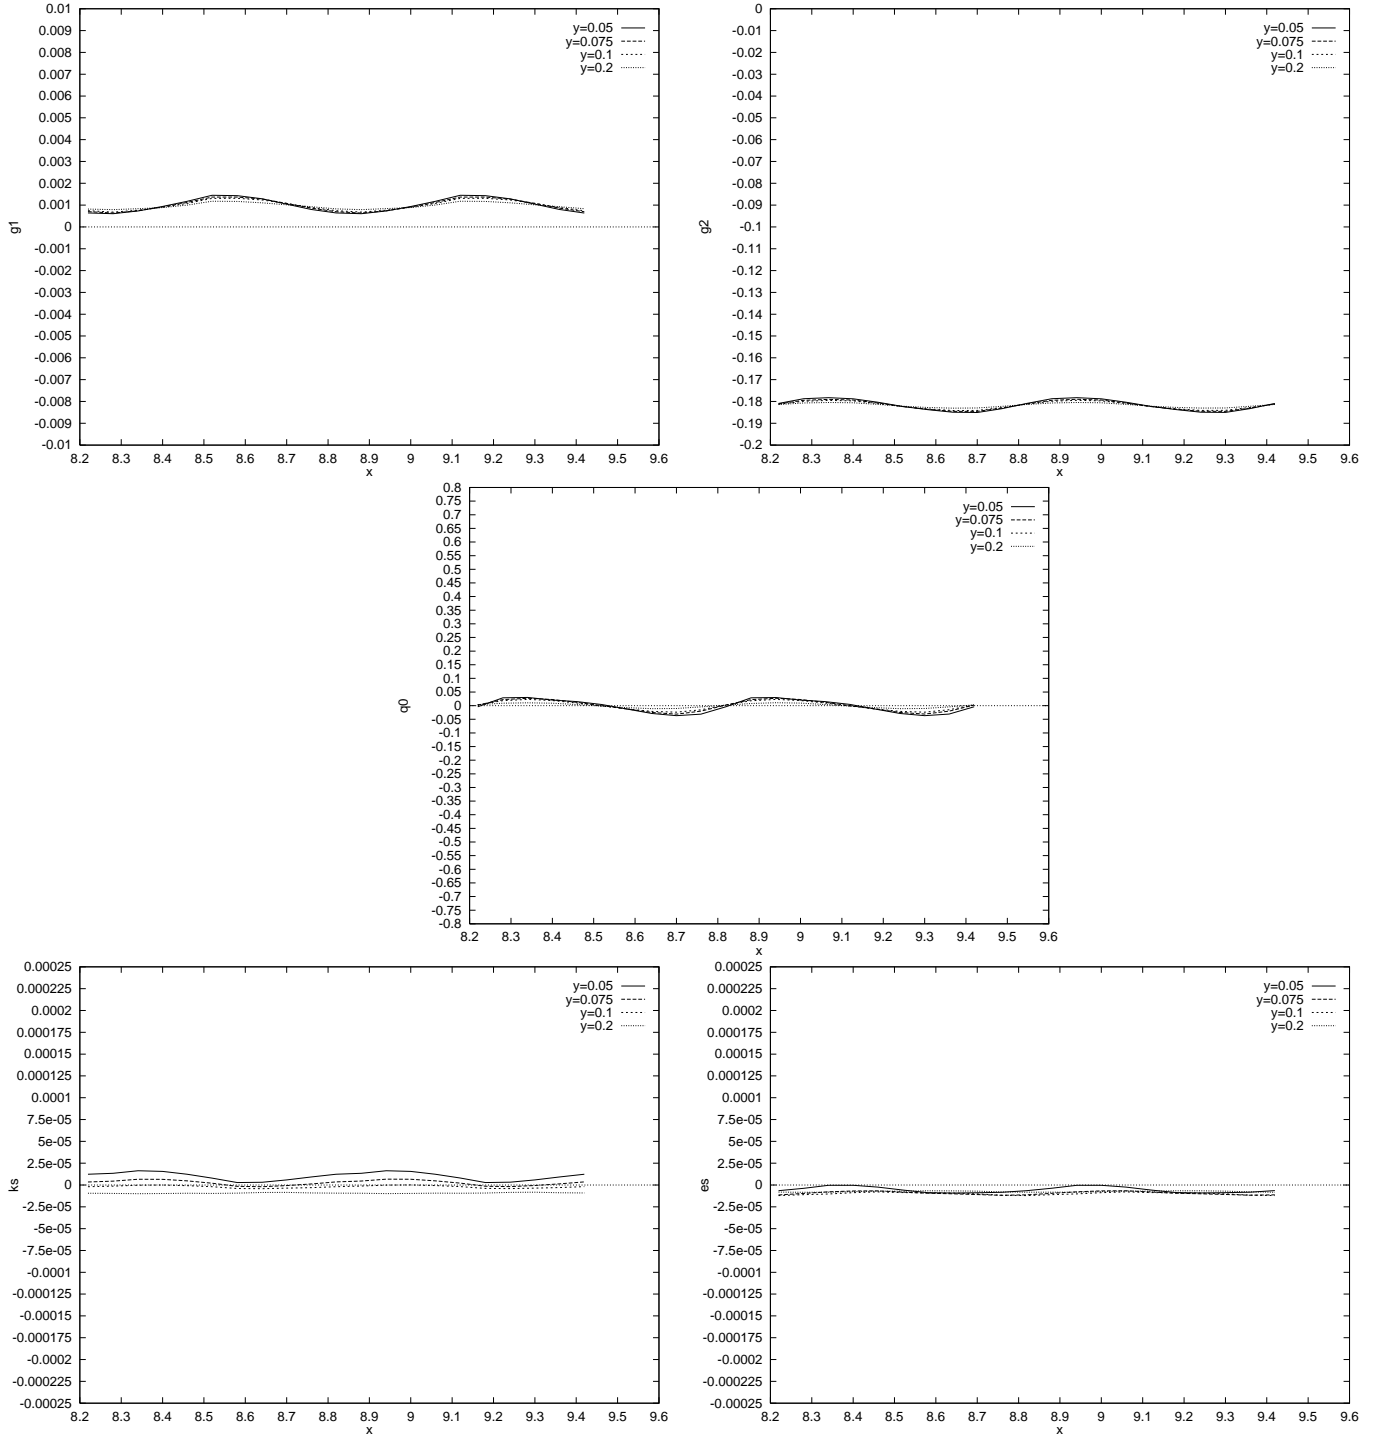 0.01
0.009
0.008
0.007
0.006
0.005
0.004
0.003
0.002
0.001
0
-0.001
-0.002
-0.003
-0.004
-0.005
-0.006
-0.007
-0.008
-0.009
-0.01
g1
8.2 8.3 8.4 8.5 8.6 8.7 8.8 8.9 9 9.1 9.2 9.3 9.4 9.5 9.6
x
y=0.05
y=0.075
y=0.1
y=0.2
0
-0.01
-0.02
-0.03
-0.04
-0.05
-0.06
-0.07
-0.08
-0.09
-0.1
-0.11
-0.12
-0.13
-0.14
-0.15
-0.16
-0.17
-0.18
-0.19
-0.2
g2
8.2 8.3 8.4 8.5 8.6 8.7 8.8 8.9 9 9.1 9.2 9.3 9.4 9.5 9.6
x
y=0.05
y=0.075
y=0.1
y=0.2
0.8
0.75
0.7
0.65
0.6
0.55
0.5
0.45
0.4
0.35
0.3
0.25
0.2
0.15
0.1
0.05
0
-0.05
-0.1
-0.15
-0.2
-0.25
-0.3
-0.35
-0.4
-0.45
-0.5
-0.55
-0.6
-0.65
-0.7
-0.75
-0.8
q0
8.2 8.3 8.4 8.5 8.6 8.7 8.8 8.9 9 9.1 9.2 9.3 9.4 9.5 9.6
x
y=0.05
y=0.075
y=0.1
y=0.2
0.00025
0.000225
0.0002
0.000175
0.00015
0.000125
0.0001
7.5e-05
5e-05
2.5e-05
0
-2.5e-05
-5e-05
-7.5e-05
-0.0001
-0.000125
-0.00015
-0.000175
-0.0002
-0.000225
-0.00025
ks
8.2 8.3 8.4 8.5 8.6 8.7 8.8 8.9 9 9.1 9.2 9.3 9.4 9.5 9.6
x
y=0.05
y=0.075
y=0.1
y=0.2
0.00025
0.000225
0.0002
0.000175
0.00015
0.000125
0.0001
7.5e-05
5e-05
2.5e-05
0
-2.5e-05
-5e-05
-7.5e-05
-0.0001
-0.000125
-0.00015
-0.000175
-0.0002
-0.000225
-0.00025
es
8.2 8.3 8.4 8.5 8.6 8.7 8.8 8.9 9 9.1 9.2 9.3 9.4 9.5 9.6
x
y=0.05
y=0.075
y=0.1
y=0.2